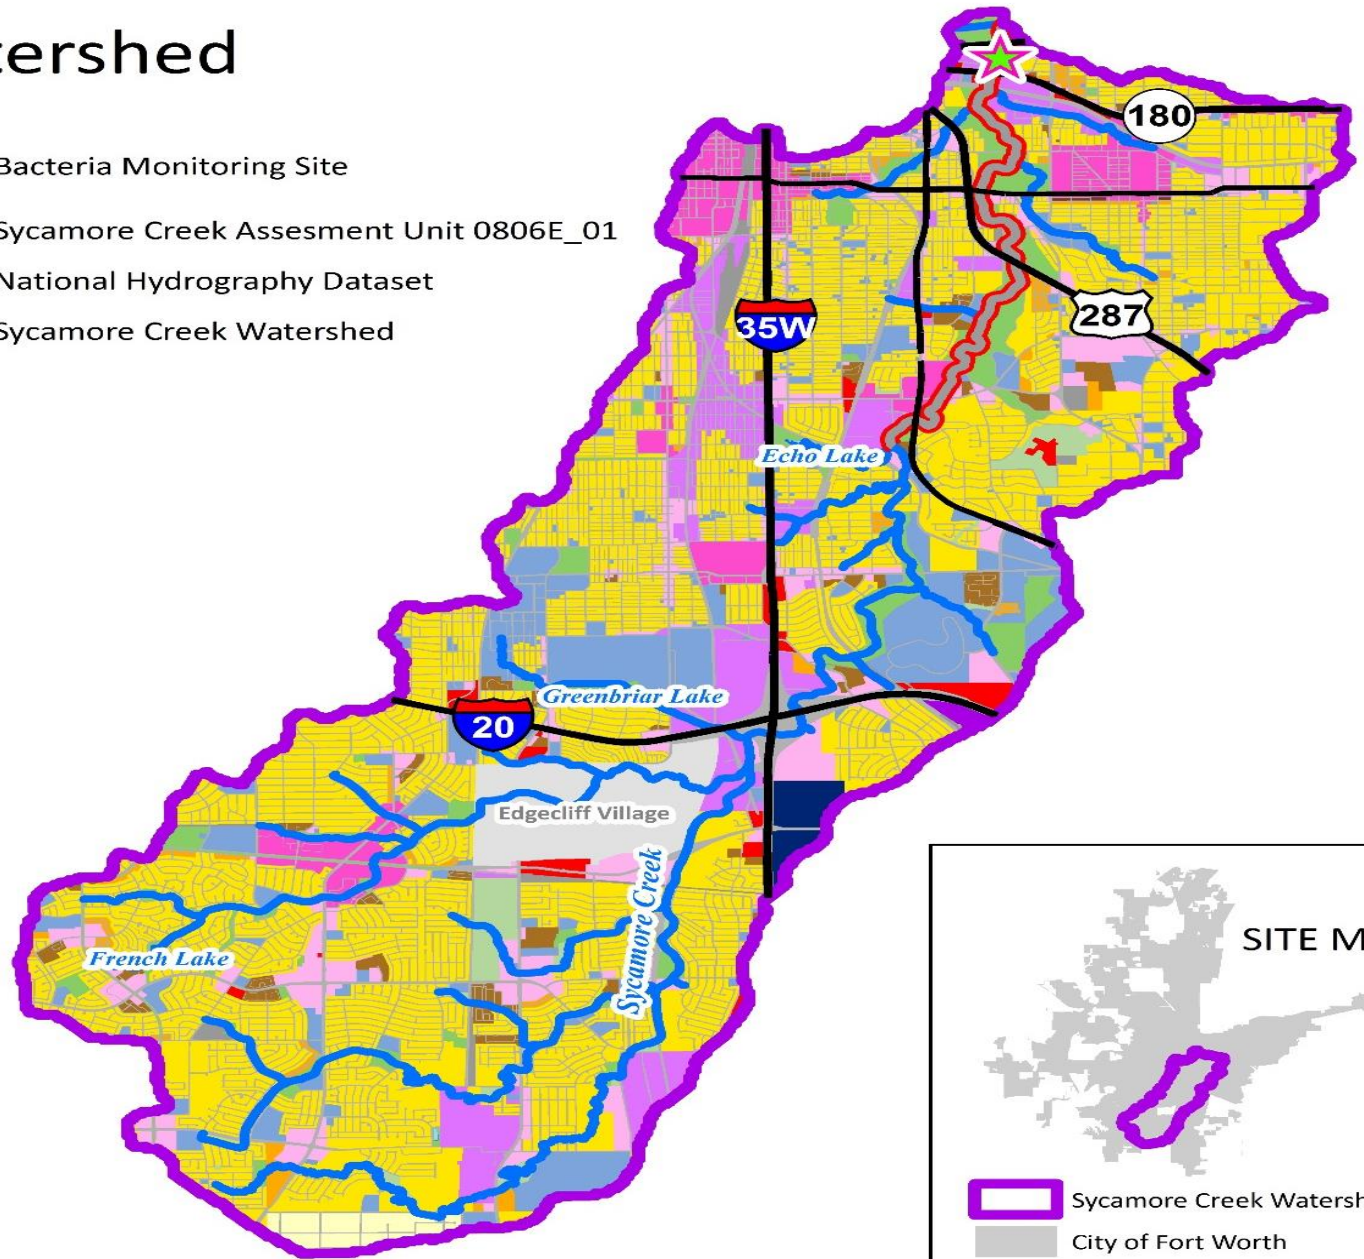 tershed
Bacteria Monitoring Site
Sycamore Creek Assesment Unit 0806E_01
National Hydrography Dataset
Sycamore Creek Watershed
180
35W
287
Echo Lake
Greenbriar Lake
20
Edgecliff Village
Sycamore Creek
French Lake
SITE M
Sycamore Creek Watersh
City of Fort Worth